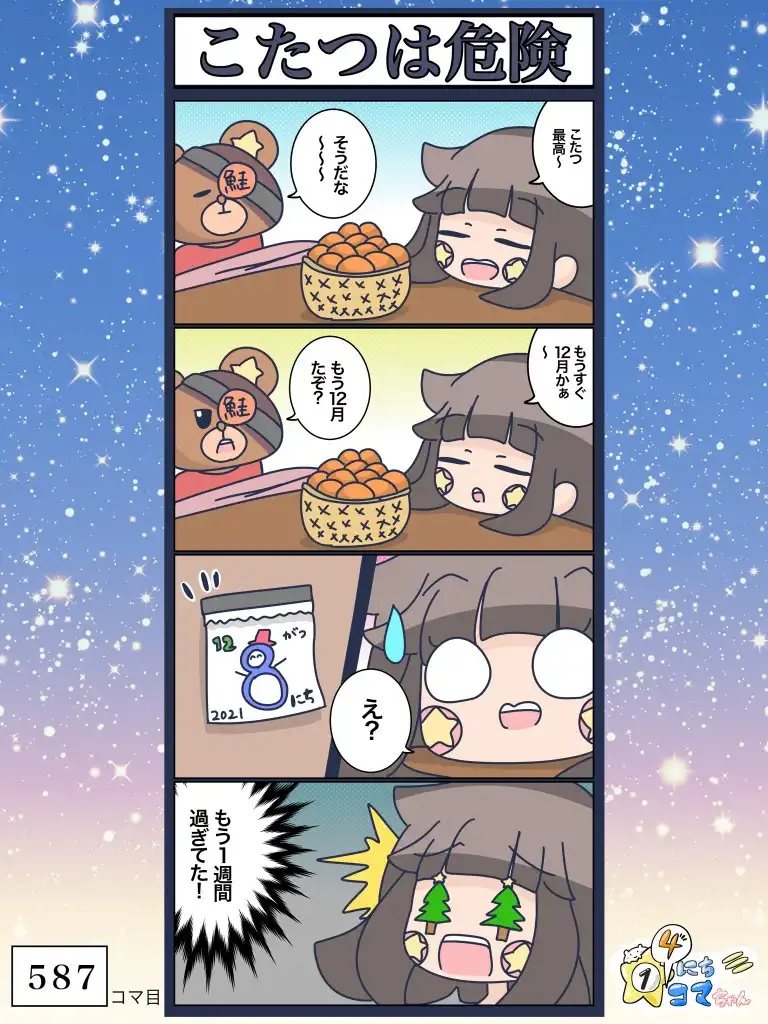 こたつは危険
こたつ
最高〜
そうだな
〜〜〜
鮭
もうすぐ
12月かぁ
〜
もう12月
だぞ?
鮭
12
がつ
8
にち
2021
え?
もう1週間
過ぎてた!
587
コマ目
4
1
にち
コマ
ちゃん